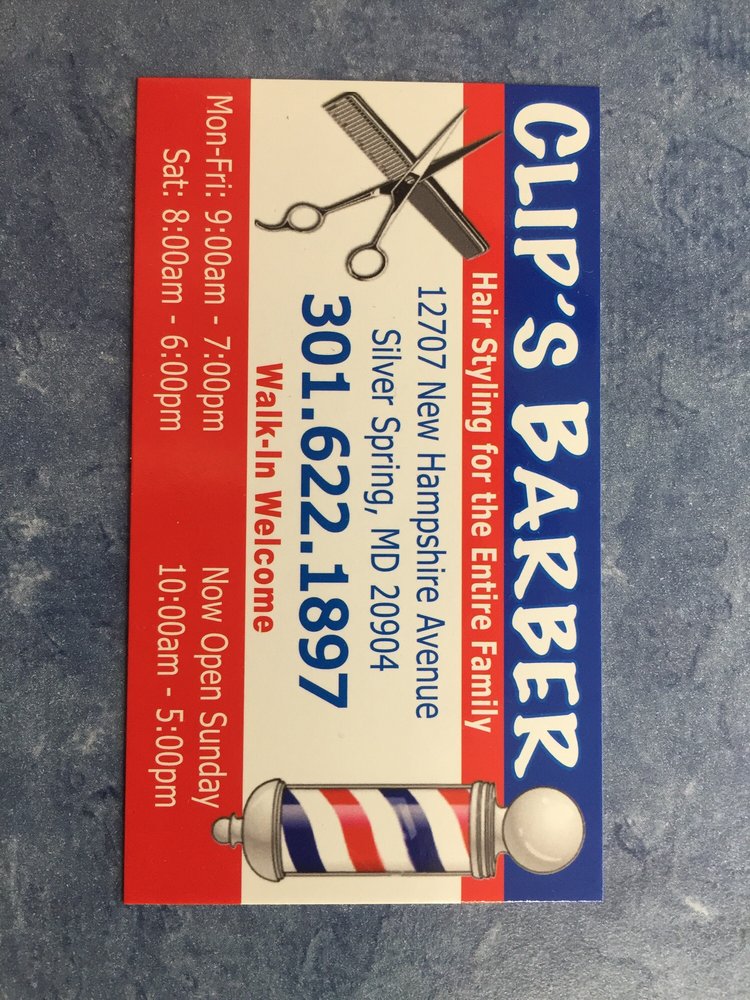 CLIP'S BARBER
Hair Styling for the Entire Family
12707 New Hampshire Avenue
Silver Spring, MD 20904
301.622.1897
Walk-In Welcome
Mon-Fri: 9:00am - 7:00pm
Sat: 8:00am - 6:00pm
Now Open Sunday
10:00am - 5:00pm